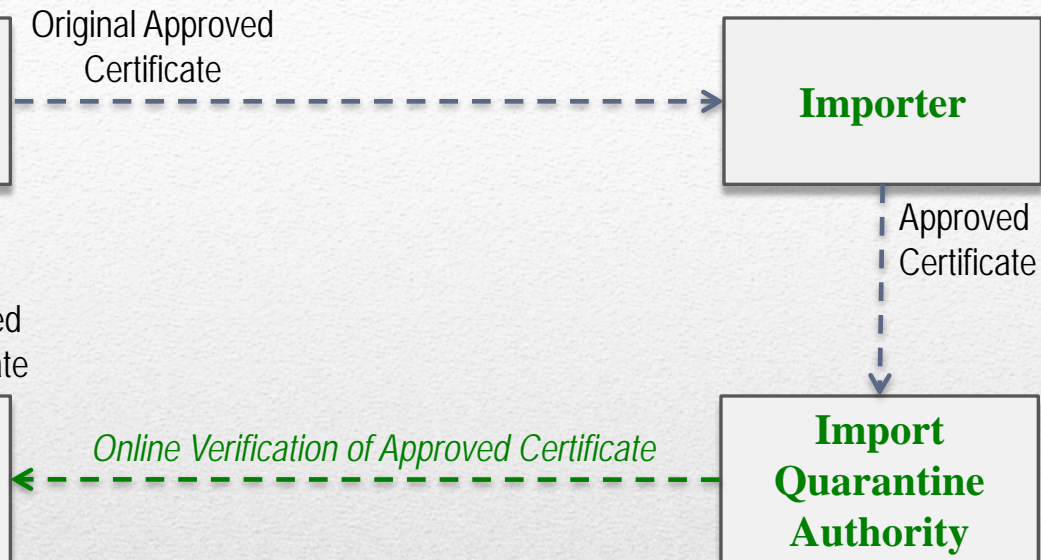 Original Approved
Certificate
Importer
Approved
Certificate
Online Verification of Approved Certificate
Import
Quarantine
Authority